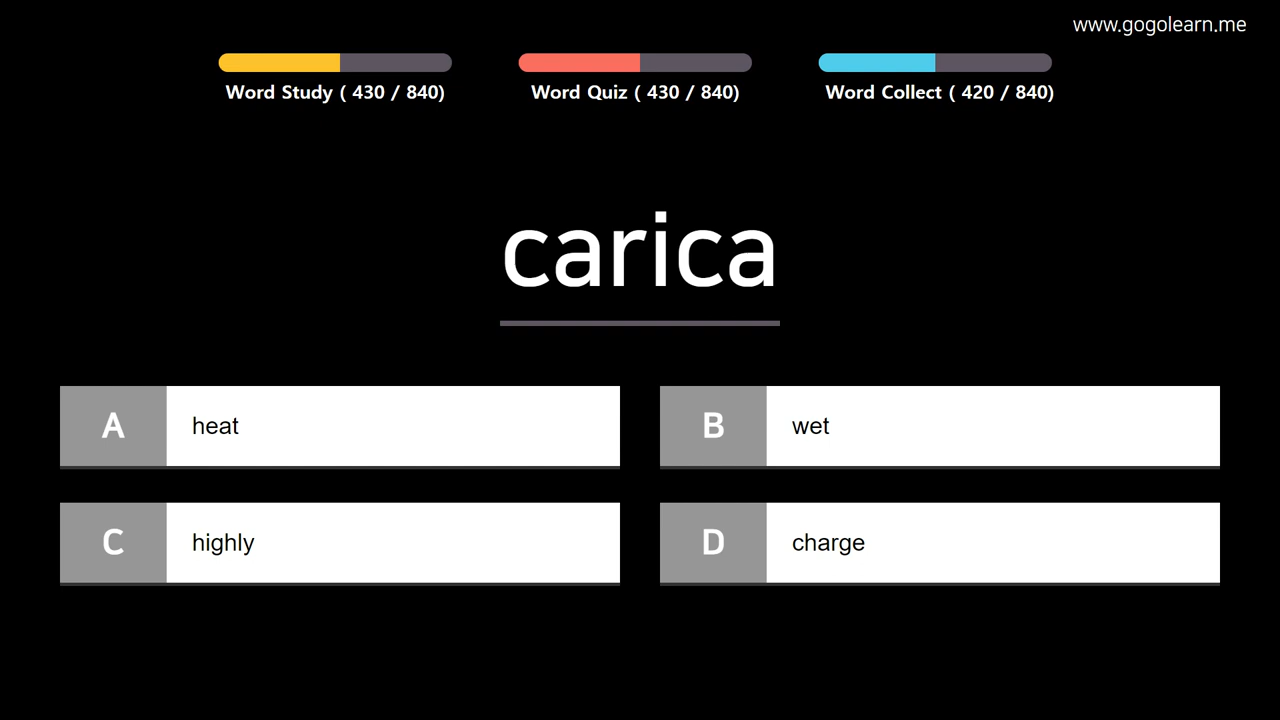 www.gogolearn.me
Word Study ( 430 / 840)
Word Quiz ( 430 / 840)
Word Collect ( 420 / 840)
carica
A heat
B wet
C highly
D charge